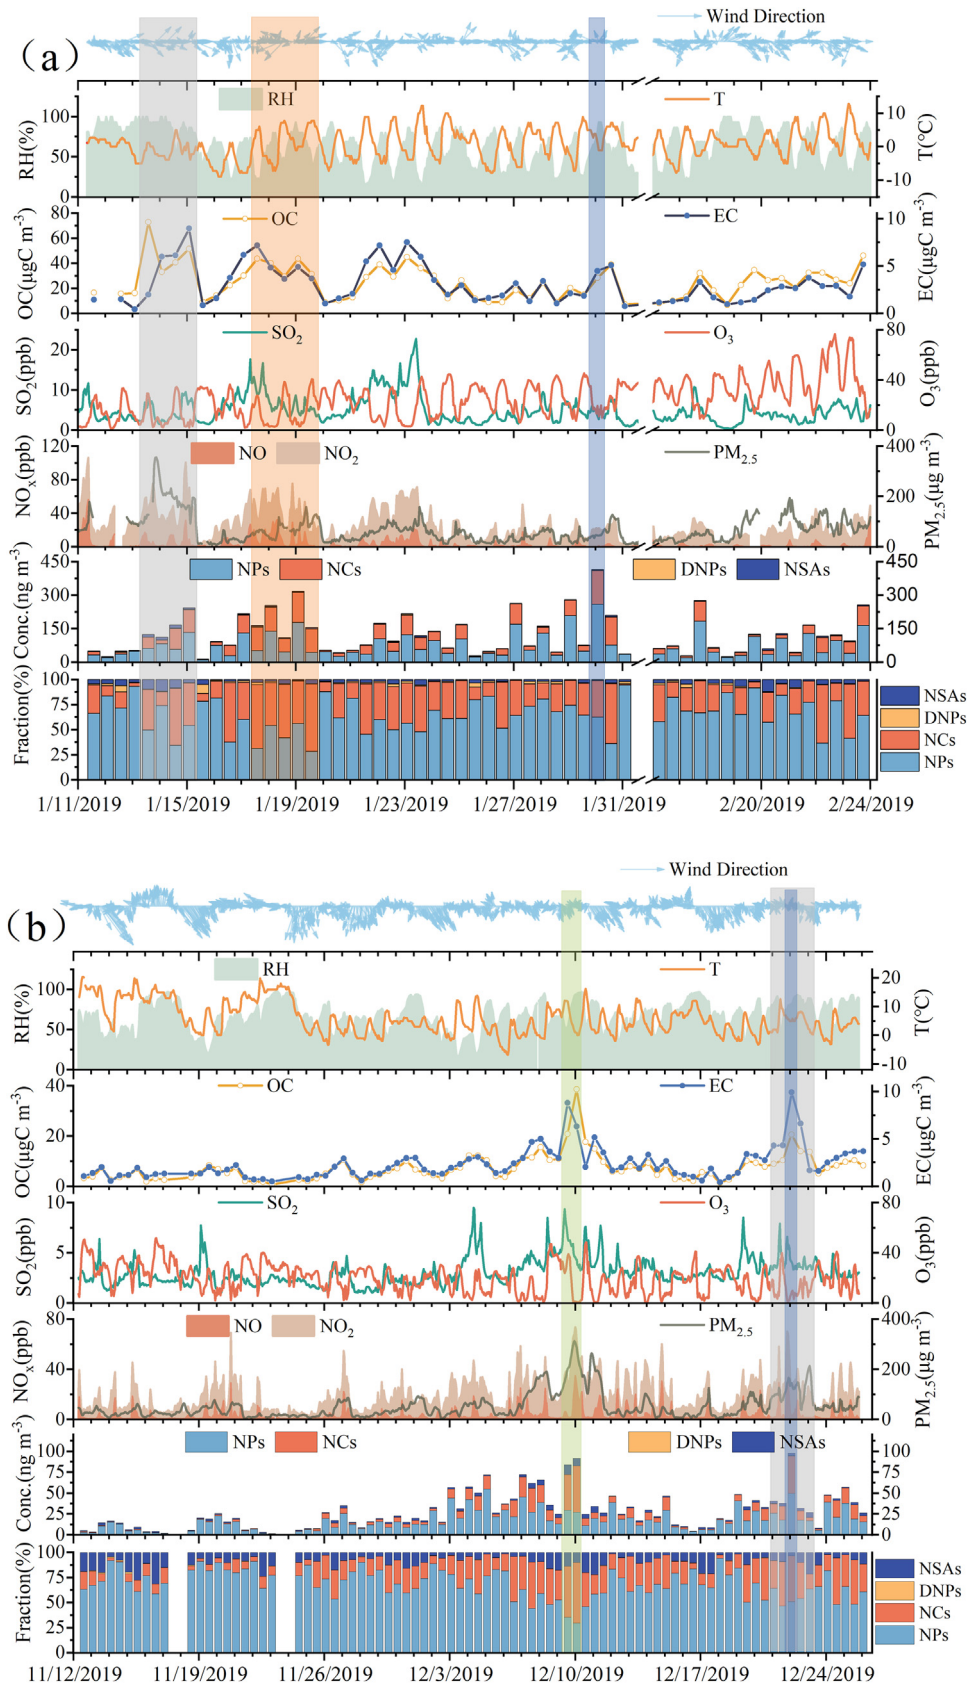 Wind Direction
(a)
RH
T
100
50
0
RH(%)
10
0
-10
T(℃)
OC
EC
80
60
40
20
0
OC(μgC m-3)
10
5
0
EC(μgC m-3)
SO2
O3
20
10
0
SO2(ppb)
80
40
0
O3(ppb)
NO
NO2
PM2.5
120
80
40
0
NOx(ppb)
400
200
0
PM2.5(μg m-3)
NPs
NCs
DNPs
NSAs
450
300
150
0
Conc.(ng m-3)
450
300
150
0
100
75
50
25
0
Fraction(%)
NSAs
DNPs
NCs
NPs
1/11/2019 1/15/2019 1/19/2019 1/23/2019 1/27/2019 1/31/2019 2/20/2019 2/24/2019
Wind Direction
(b)
RH
T
100
50
0
RH(%)
20
10
0
-10
T(℃)
OC
EC
40
20
0
OC(μgC m-3)
10
5
0
EC(μgC m-3)
SO2
O3
10
5
0
SO2(ppb)
80
40
0
O3(ppb)
NO
NO2
PM2.5
80
40
0
NOx(ppb)
400
200
0
PM2.5(μg m-3)
NPs
NCs
DNPs
NSAs
100
75
50
25
0
Conc.(ng m-3)
100
75
50
25
0
100
75
50
25
0
Fraction(%)
NSAs
DNPs
NCs
NPs
11/12/2019 11/19/2019 11/26/2019 12/3/2019 12/10/2019 12/17/2019 12/24/2019